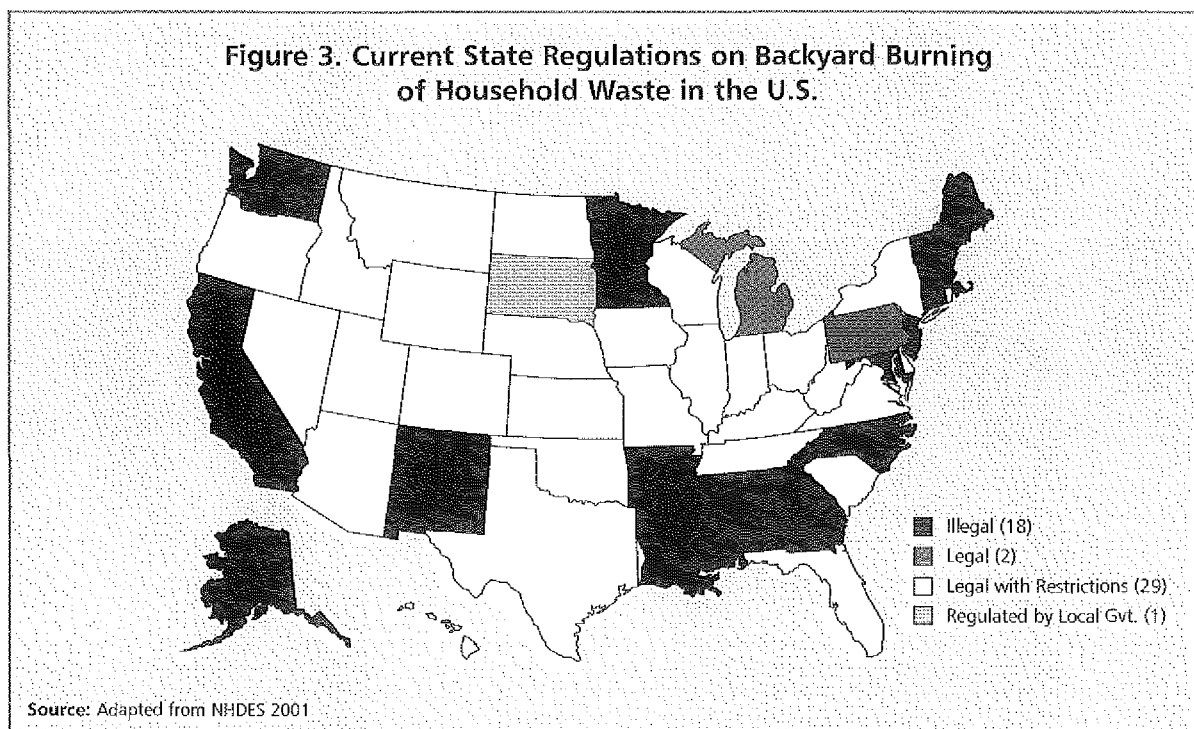 Figure 3. Current State Regulations on Backyard Burning
of Household Waste in the U.S.
Illegal (18)
Legal (2)
Legal with Restrictions (29)
Regulated by Local Gvt. (1)
Source: Adapted from NHDES 2001